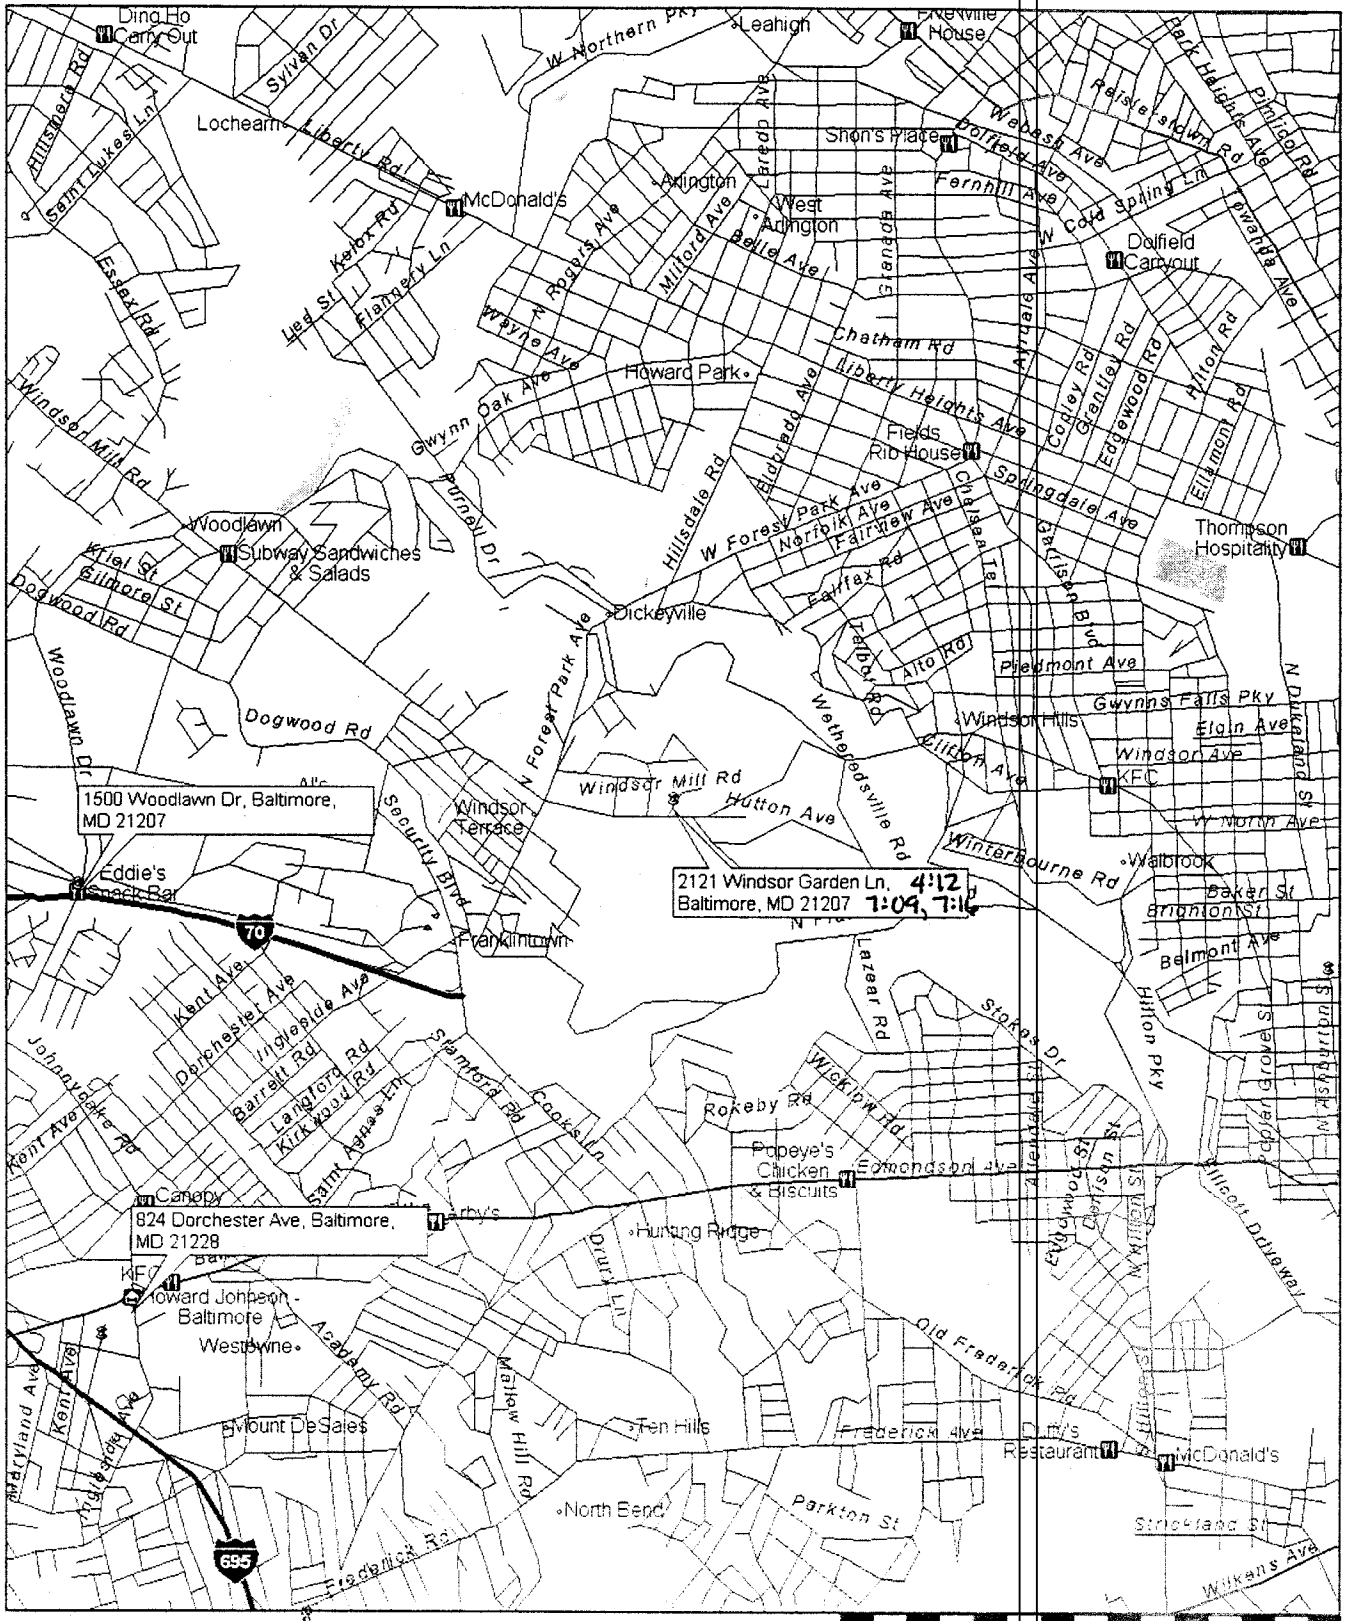 Ding Ho
Carry Out
Sylvan Dr
W Northern Pky
Leahigh
House
Park Heights Ave
Pimlico Rd
Hillsmere Rd
Saint Lukes Ln
Lochearn
Liberty Rd
Laredo Ave
Shon's Place
Wabash Ave
Reisterstown Rd
Dolfield Ave
McDonald's
Arlington
West
Arlington
Fernhill Ave
W Cold Spring Ln
Towanda Ave
Kelox Rd
Flannery Ln
Essex Rd
N Rogers Ave
Milford Ave
Belle Ave
Granada Ave
Dolfield
Carryout
Wayne Ave
Chatham Rd
Howard Park
Liberty Heights Ave
Copley Rd
Grantley Rd
Edgewood Rd
Hilton Rd
Ellamont Rd
Windsor Mill Rd
Gwynn Oak Ave
Eldorado Ave
Fields
Rib House
Springdale Ave
Purnell Dr
Hillsdale Rd
W Forest Park Ave
Norfolk Ave
Fairview Ave
Chelsea Ter
Garrison Blvd
Thompson
Hospitality
Woodlawn
Subway Sandwiches
& Salads
Kriel St
Gilmore St
Dogwood Rd
Fairfax Rd
Dickeyville
Talbot Rd
Alto Rd
Piedmont Ave
Woodlawn Dr
Dogwood Rd
N Forest Park Ave
Wetheredsville Rd
Windsor Hills
Gwynns Falls Pky
Elgin Ave
Windsor Ave
N Dukeland St
Clifton Ave
KFC
W North Ave
1500 Woodlawn Dr, Baltimore,
MD 21207
Security Blvd
Windsor
Terrace
Windsor Mill Rd
Hutton Ave
Winterbourne Rd
Walbrook
Eddie's
Snack Bar
2121 Windsor Garden Ln, 4:12,
Baltimore, MD 21207 7:09, 7:16
Baker St
Brighton St
Belmont Ave
70
Franklintown
Lazear Rd
Hilton Pky
Kent Ave
Dorchester Ave
Ingleside Ave
Stokes Dr
Poplar Grove S
N Ashburton S
Johnnycake Rd
Barrett Rd
Langford Rd
Kirkwood Rd
Saint Agnes Ln
Stamford Rd
Cooks Ln
Rokeby Rd
Wicklow Rd
Kent Ave
Popeye's
Chicken
& Biscuits
Edmondson Ave
Allendale St
Edgewood St
Denison St
Ellicott Driveway
Canopy
824 Dorchester Ave, Baltimore,
MD 21228
rby's
Hunting Ridge
Drury Ln
KFC
Howard Johnson -
Baltimore
Westowne
Academy Rd
Old Frederick Rd
Maryland Ave
Kent Ave
Ingleside Ave
Mallow Hill Rd
Mount De Sales
Ten Hills
Frederick Ave
Duffy's
Restaurant
McDonald's
North Bend
Parkton St
Strickland St
695
Frederick Rd
Wilkens Ave